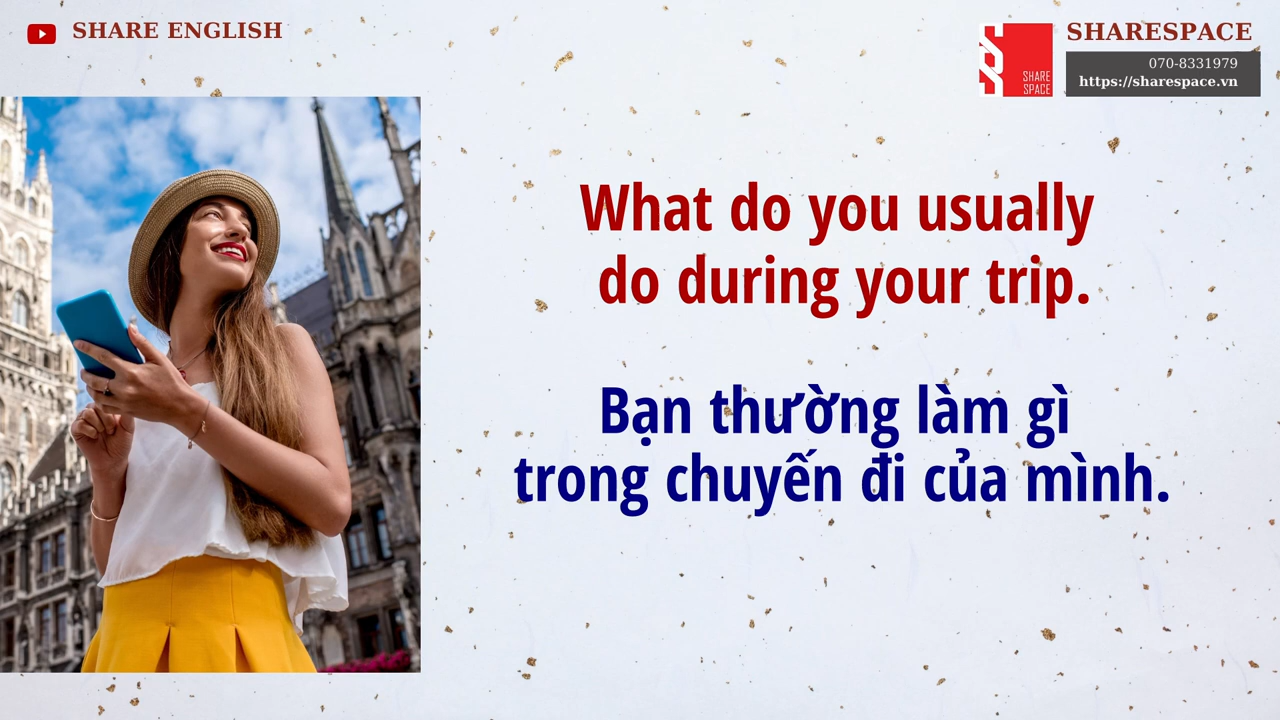 SHARE ENGLISH
SHARESPACE
070-8331979
https://sharespace.vn
SHARE
SPACE
What do you usually
do during your trip.
Bạn thường làm gì
trong chuyến đi của mình.